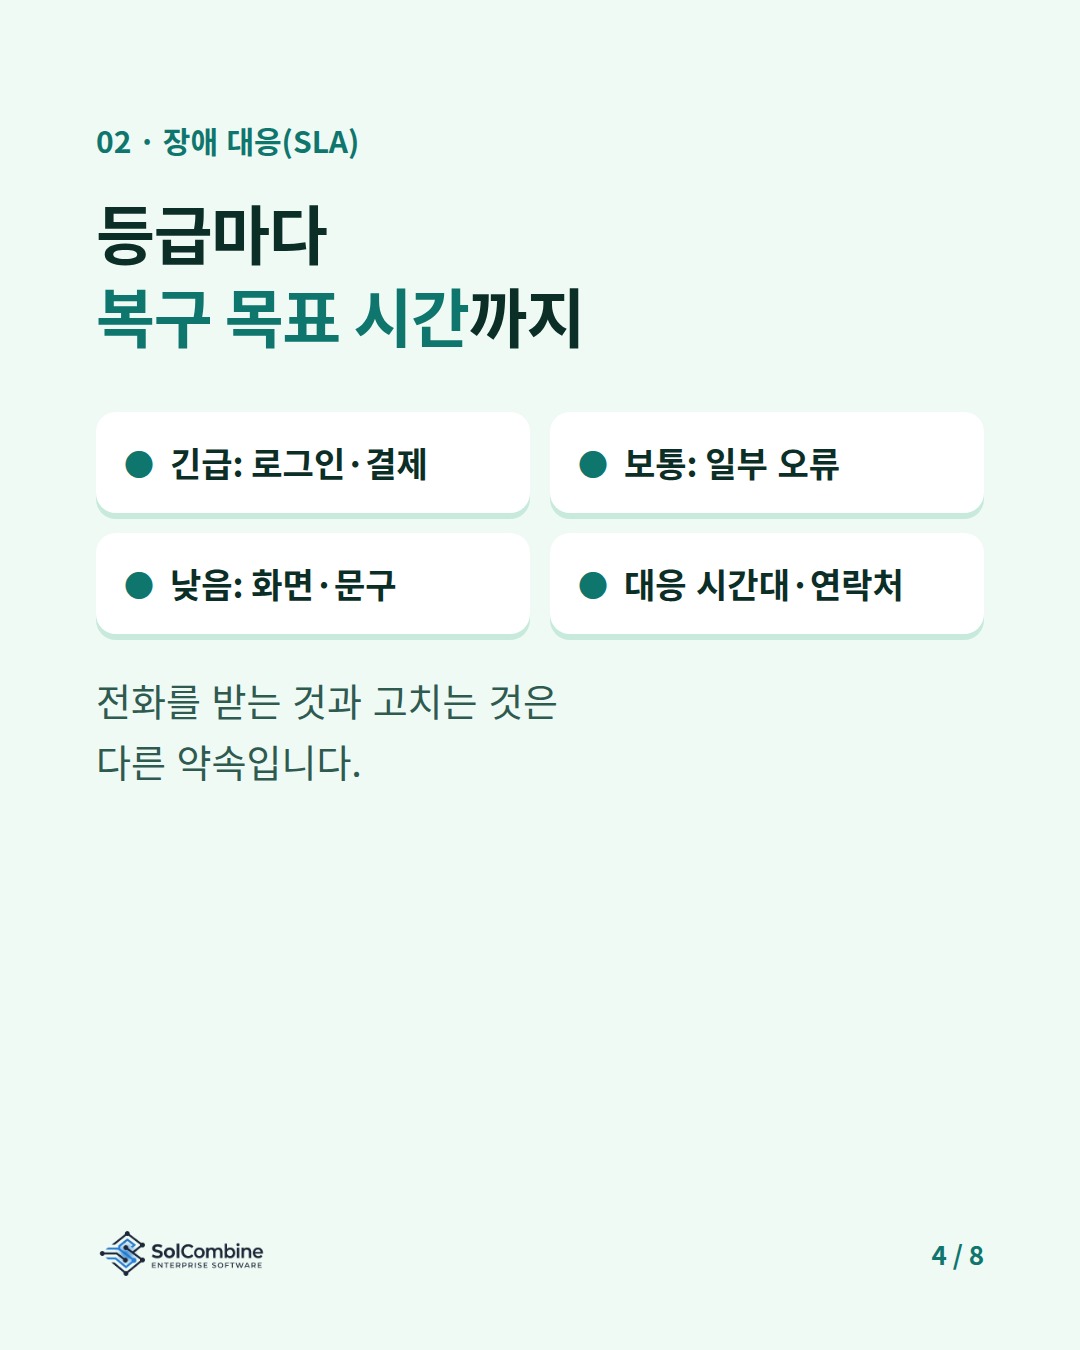 02 · 장애 대응(SLA)
등급마다
복구 목표 시간까지
긴급: 로그인·결제
보통: 일부 오류
낮음: 화면·문구
대응 시간대·연락처
전화를 받는 것과 고치는 것은
다른 약속입니다.
SolCombine
ENTERPRISE SOFTWARE
4 / 8